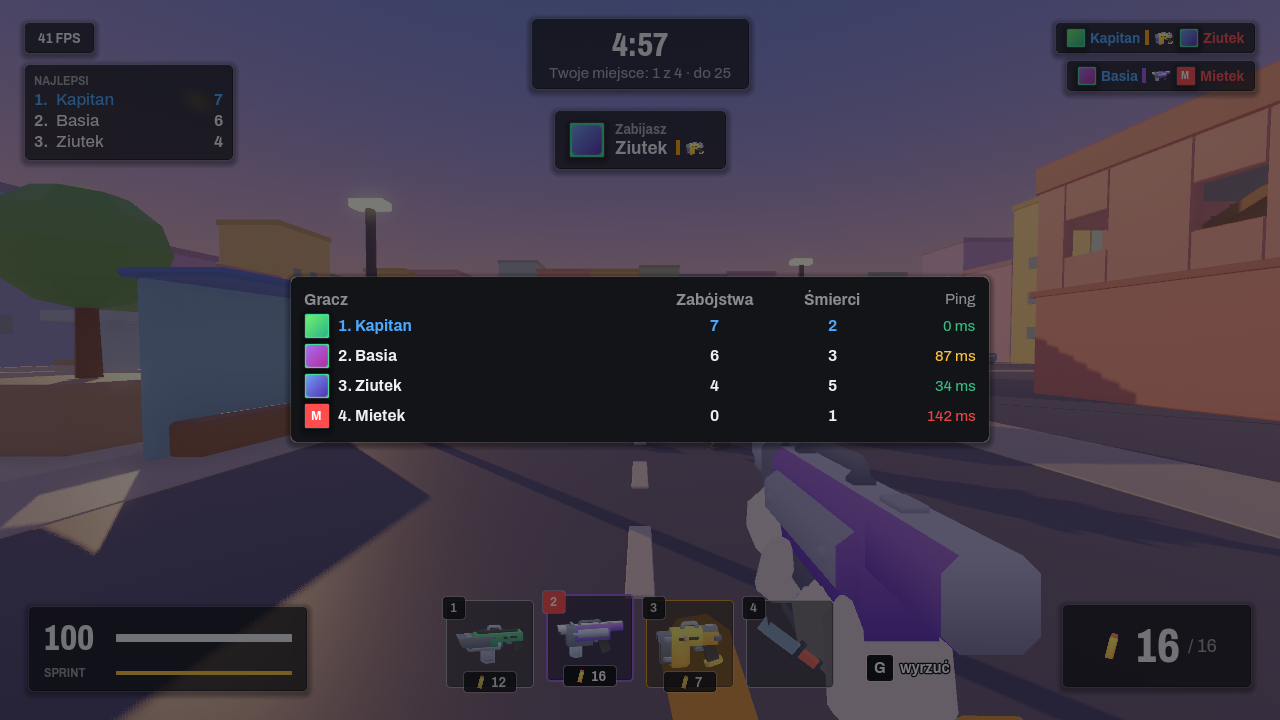 41 FPS
NAJLEPSI
1. Kapitan 7
2. Basia 6
3. Ziutek 4
4:57
Twoje miejsce: 1 z 4 · do 25
Zabijasz
Ziutek
Kapitan Ziutek
Basia M Mietek
Gracz Zabójstwa Śmierci Ping
1. Kapitan 7 2 0 ms
2. Basia 6 3 87 ms
3. Ziutek 4 5 34 ms
M 4. Mietek 0 1 142 ms
100
SPRINT
1 2 3 4
12 16 7
G wyrzuć
16 / 16